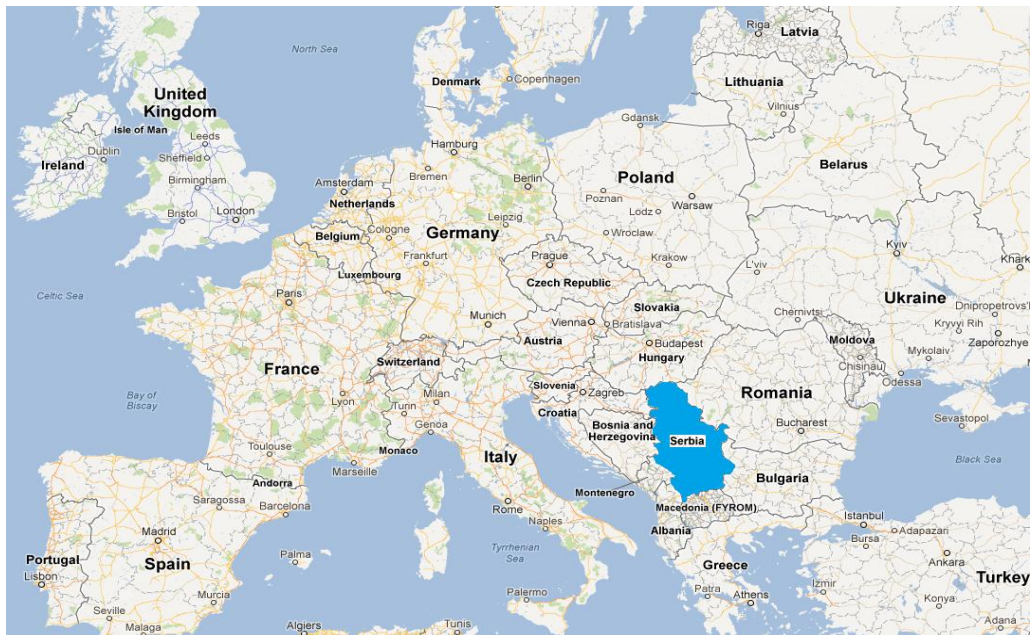 Riga
Latvia
North Sea
Denmark
Copenhagen
Lithuania
Vilnius
United
Kingdom
Isle of Man
Leeds
Dublin
Ireland
Sheffield
Birmingham
Bristol
London
Gdansk
Hamburg
Bremen
Berlin
Amsterdam
Netherlands
Poland
Poznan
Warsaw
Lodz
Belarus
Leipzig
Belgium
Cologne
Germany
Wroclaw
Frankfurt
Luxembourg
Prague
Krakow
Czech Republic
L'viv
Kyiv
Khark
Celtic Sea
Paris
Ukraine
Slovakia
Chernivtsi
Dnipropetrovs'
Munich
Vienna
Bratislava
Kryvyi Rih
Zaporozhye
Austria
Budapest
Hungary
Moldova
Chisinau
Mykolaiv
Odessa
France
Switzerland
Bay of
Biscay
Lyon
Milan
Turin
Slovenia
Zagreb
Croatia
Romania
Genoa
Bosnia and
Herzegovina
Serbia
Bucharest
Sevastopol
Toulouse
Monaco
Marseille
Italy
Black Sea
Andorra
Bulgaria
Saragossa
Barcelona
Montenegro
Rome
Macedonia (FYROM)
Naples
Albania
Istanbul
Adapazari
Bursa
Madrid
Portugal
Spain
Palma
Tyrrhenian
Sea
Greece
Ankara
Lisbon
Turkey
Murcia
Palermo
Patra
Athens
Izmir
Konya
Seville
Malaga
Algiers
Tunis
Adana